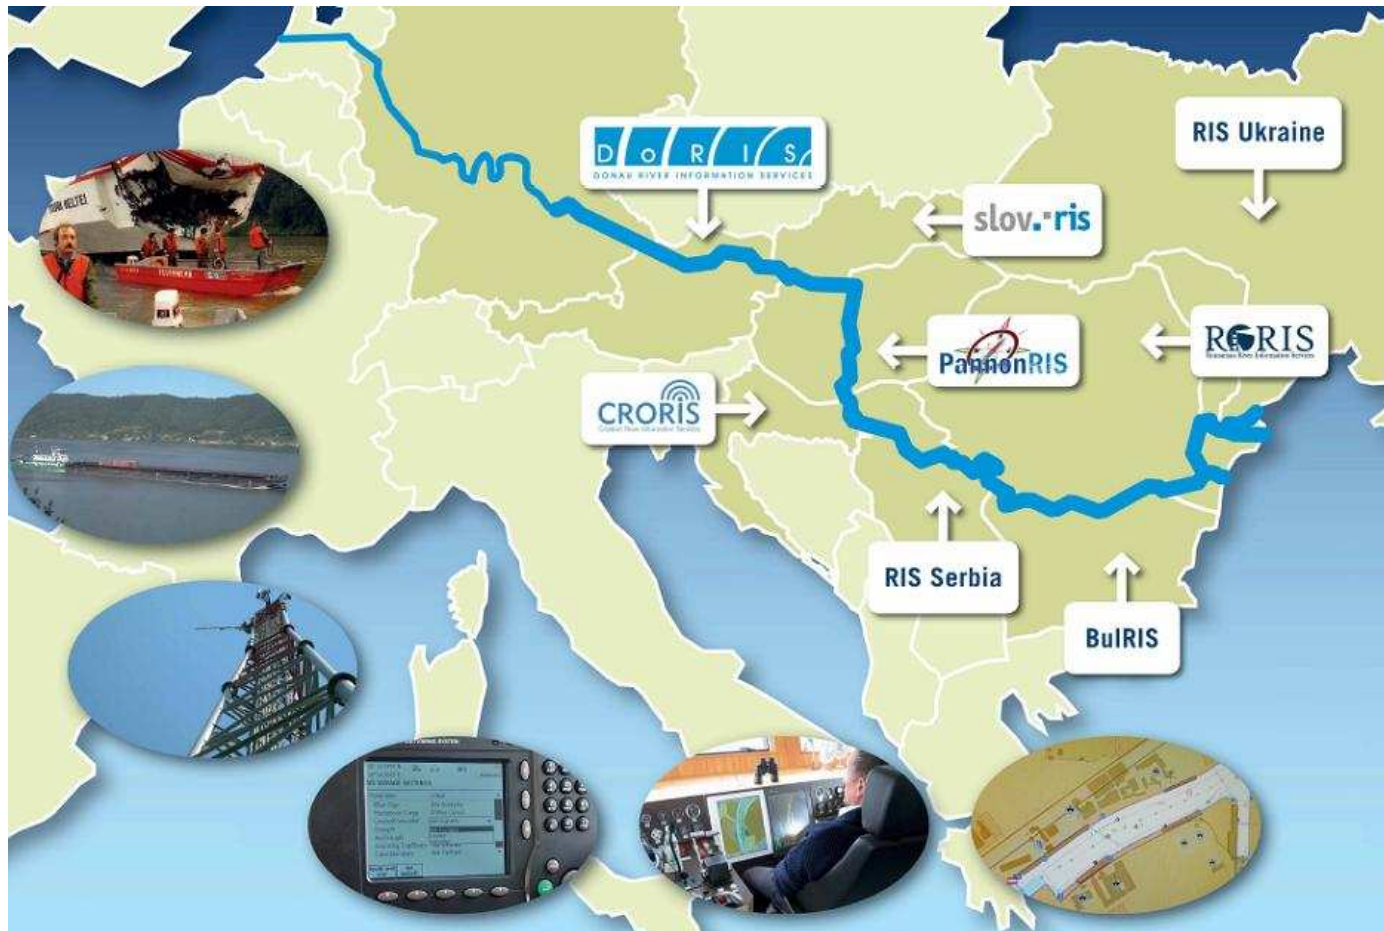 DoRIS
DONAU RIVER INFORMATION SERVICES
RIS Ukraine
slov.ris
RORIS
Romanian River Information Services
PannonRIS
CRORIS
Croatian River Information Services
RIS Serbia
BulRIS